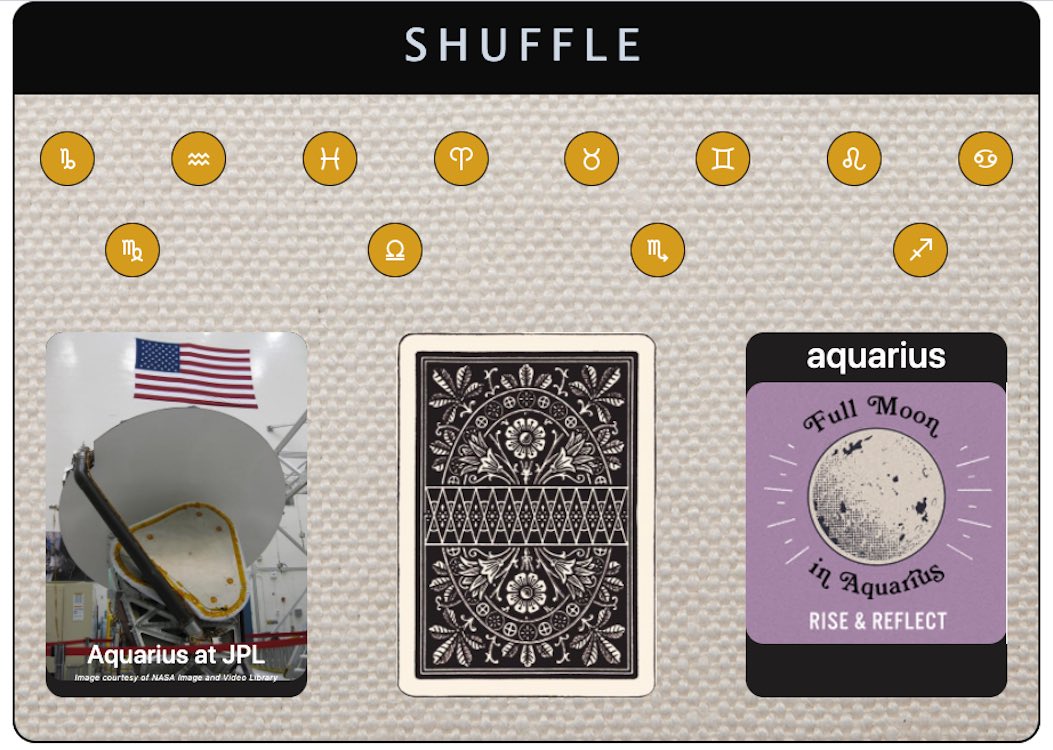 SHUFFLE
♑ ♒ ♓ ♈ ♉ ♊ ♌ ♋
♍ ♎ ♏ ♐
Aquarius at JPL
Image courtesy of NASA Image and Video Library
aquarius
Full Moon
in Aquarius
RISE & REFLECT